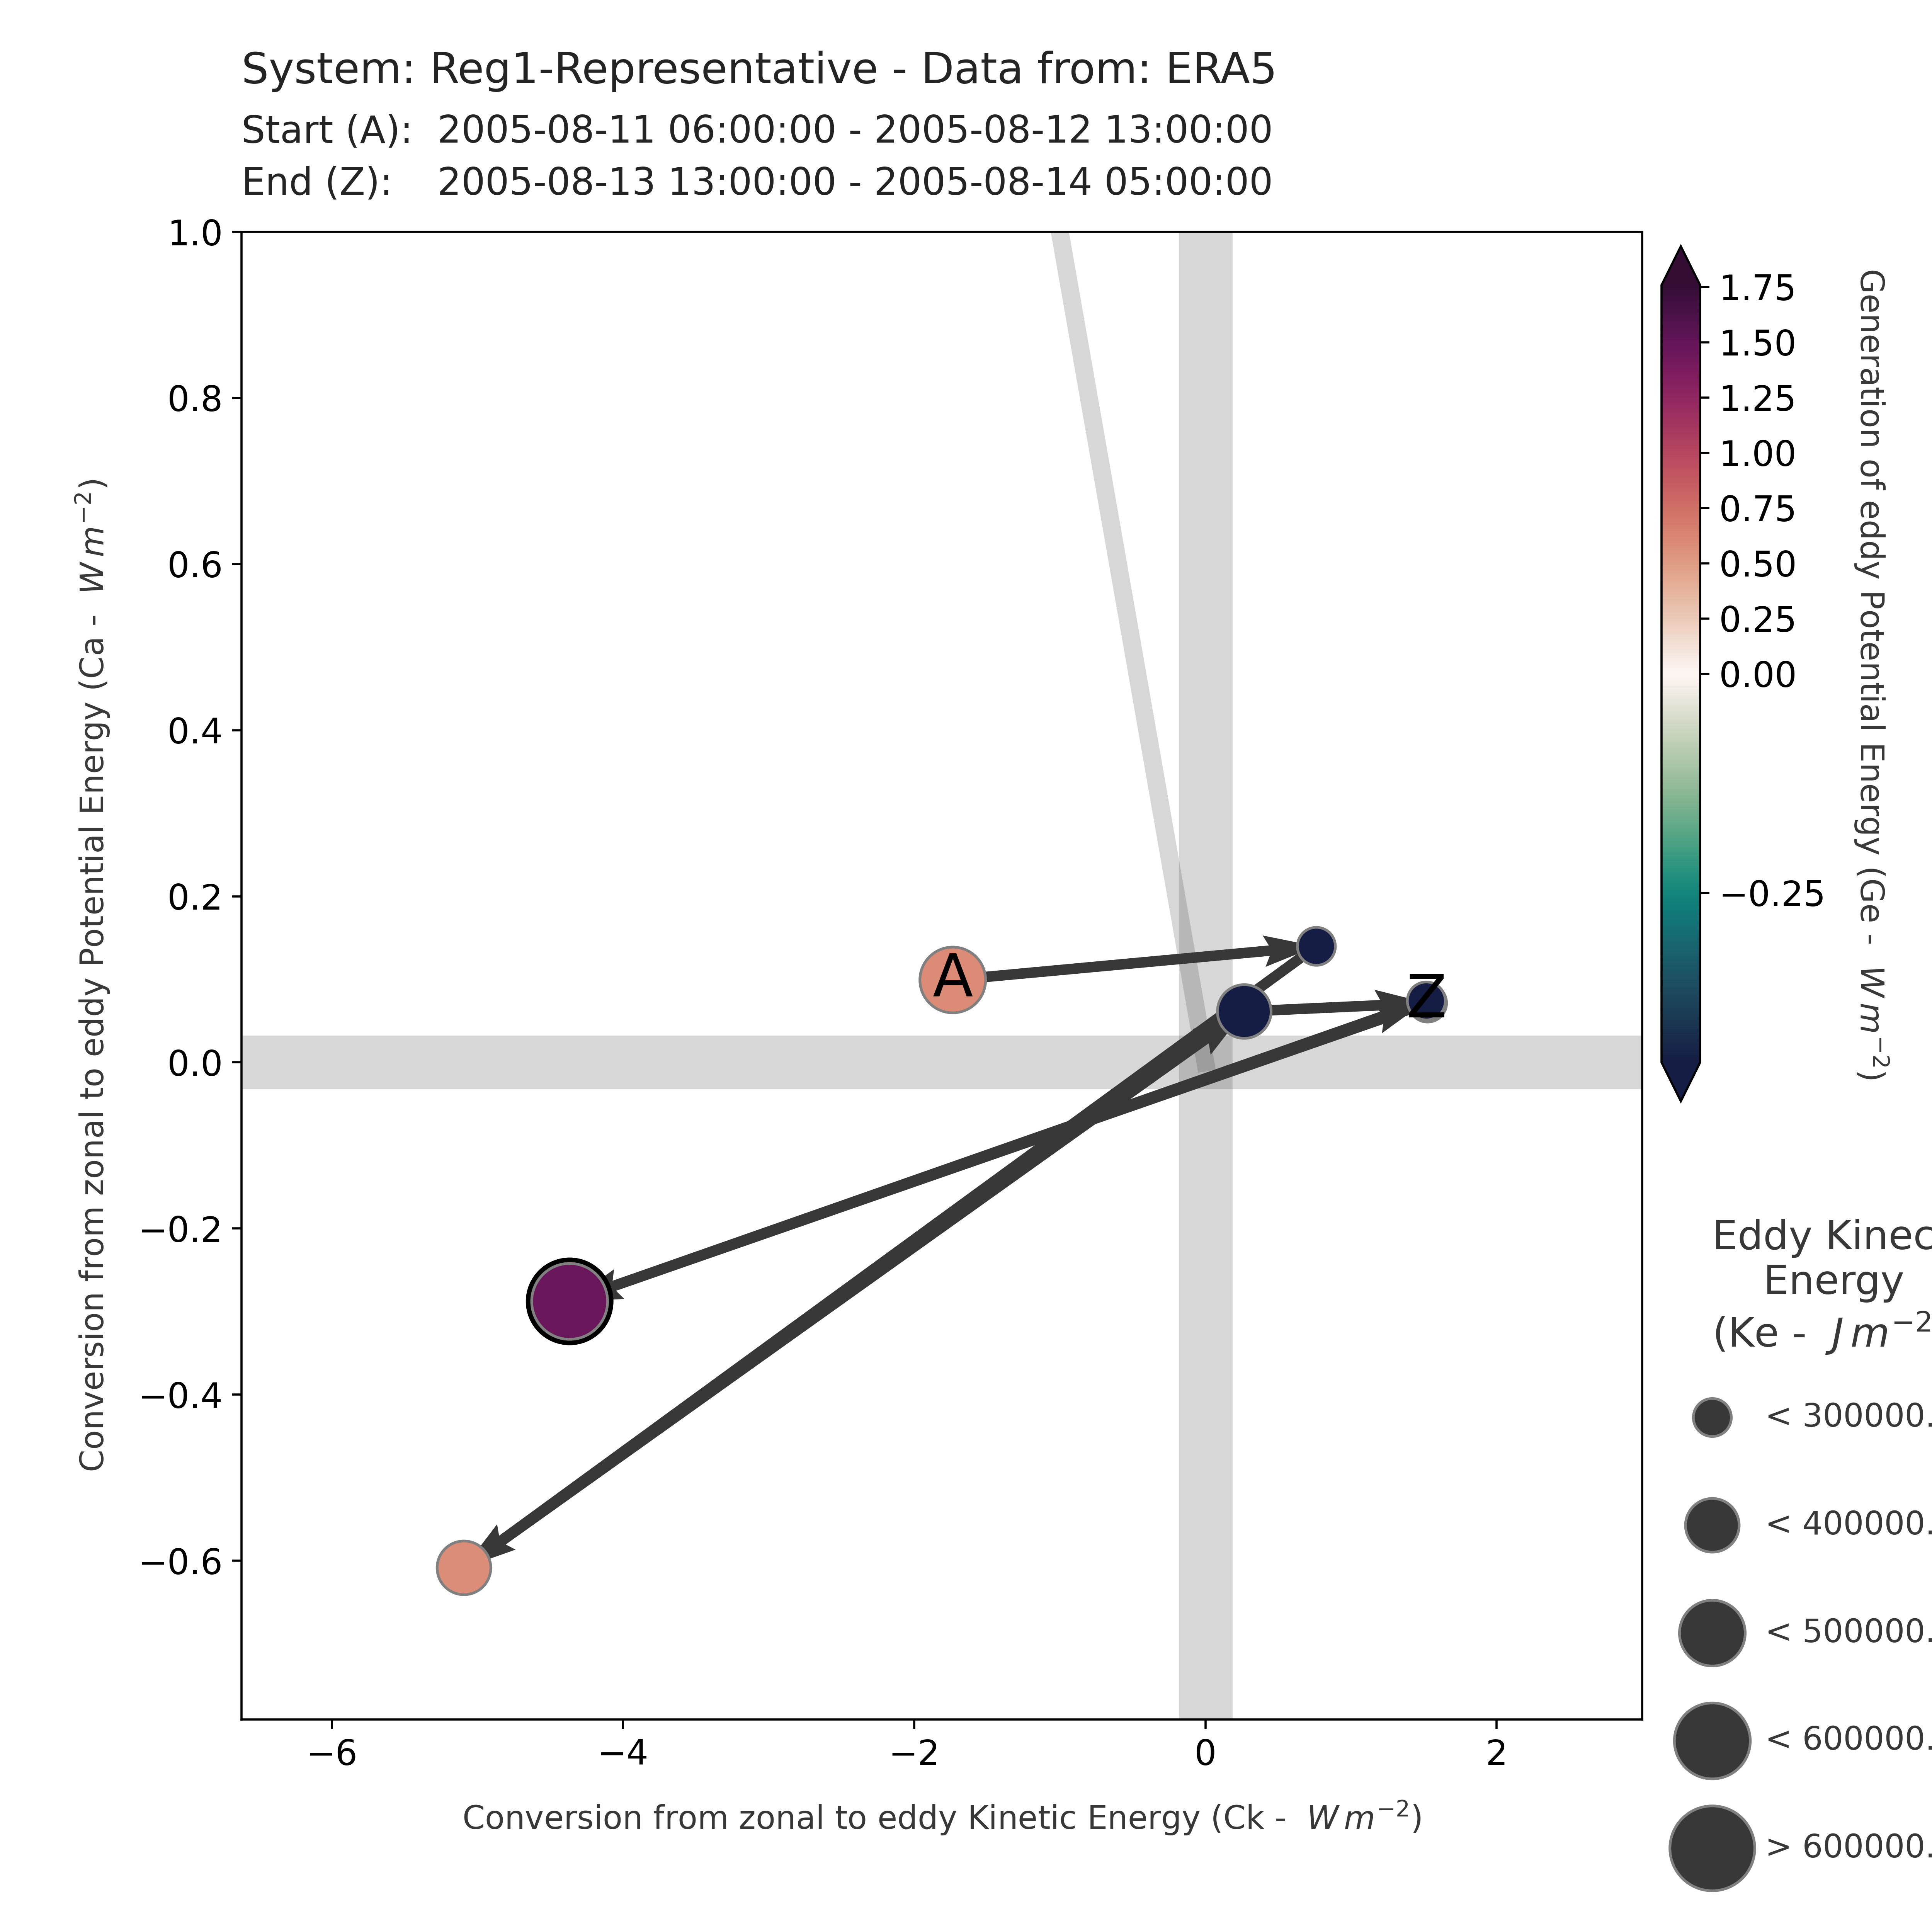 System: Reg1-Representative - Data from: ERA5
Start (A): 2005-08-11 06:00:00 - 2005-08-12 13:00:00
End (Z): 2005-08-13 13:00:00 - 2005-08-14 05:00:00
Conversion from zonal to eddy Potential Energy (Ca - W m⁻²)
1.0
0.8
0.6
0.4
0.2
0.0
−0.2
−0.4
−0.6
A
Z
−6
−4
−2
0
2
Conversion from zonal to eddy Kinetic Energy (Ck - W m⁻²)
1.75
1.50
1.25
1.00
0.75
0.50
0.25
0.00
−0.25
Generation of eddy Potential Energy (Ge - W m⁻²)
Eddy Kinec
Energy
(Ke - J m⁻²
< 300000.
< 400000.
< 500000.
< 600000.
> 600000.